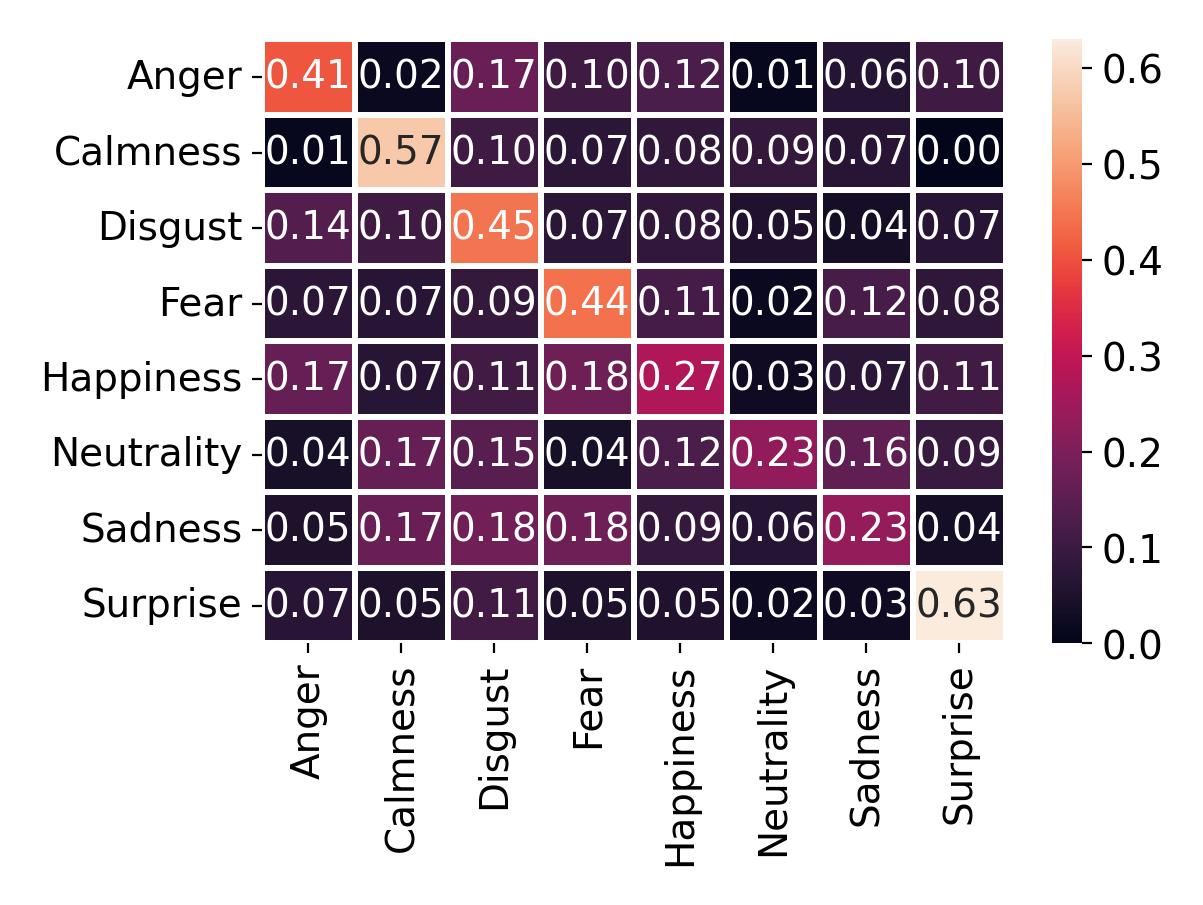 Anger 0.41 0.02 0.17 0.10 0.12 0.01 0.06 0.10
Calmness 0.01 0.57 0.10 0.07 0.08 0.09 0.07 0.00
Disgust 0.14 0.10 0.45 0.07 0.08 0.05 0.04 0.07
Fear 0.07 0.07 0.09 0.44 0.11 0.02 0.12 0.08
Happiness 0.17 0.07 0.11 0.18 0.27 0.03 0.07 0.11
Neutrality 0.04 0.17 0.15 0.04 0.12 0.23 0.16 0.09
Sadness 0.05 0.17 0.18 0.18 0.09 0.06 0.23 0.04
Surprise 0.07 0.05 0.11 0.05 0.05 0.02 0.03 0.63
Anger
Calmness
Disgust
Fear
Happiness
Neutrality
Sadness
Surprise
0.6
0.5
0.4
0.3
0.2
0.1
0.0